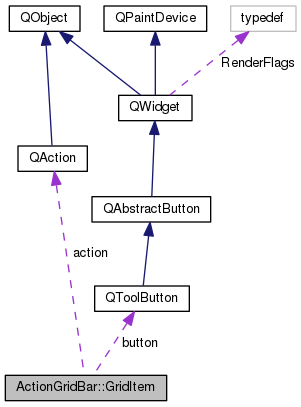 QObject
QPaintDevice
typedef
RenderFlags
QWidget
QAction
QAbstractButton
action
QToolButton
button
ActionGridBar::GridItem